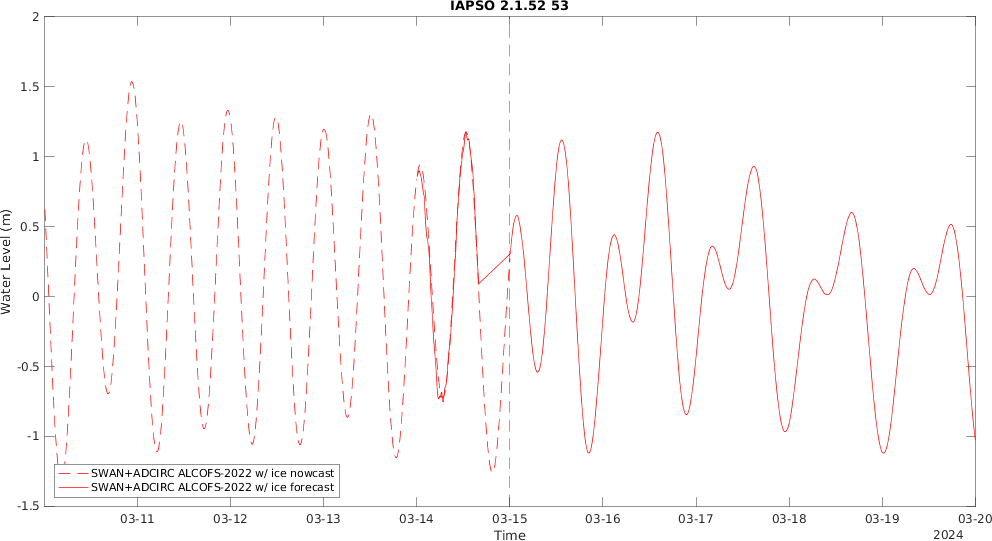 IAPSO 2.1.52 53
2
1.5
1
0.5
0
-0.5
-1
-1.5
Water Level (m)
SWAN+ADCIRC ALCOFS-2022 w/ ice nowcast
SWAN+ADCIRC ALCOFS-2022 w/ ice forecast
03-11 03-12 03-13 03-14 03-15 03-16 03-17 03-18 03-19 03-20
Time
2024